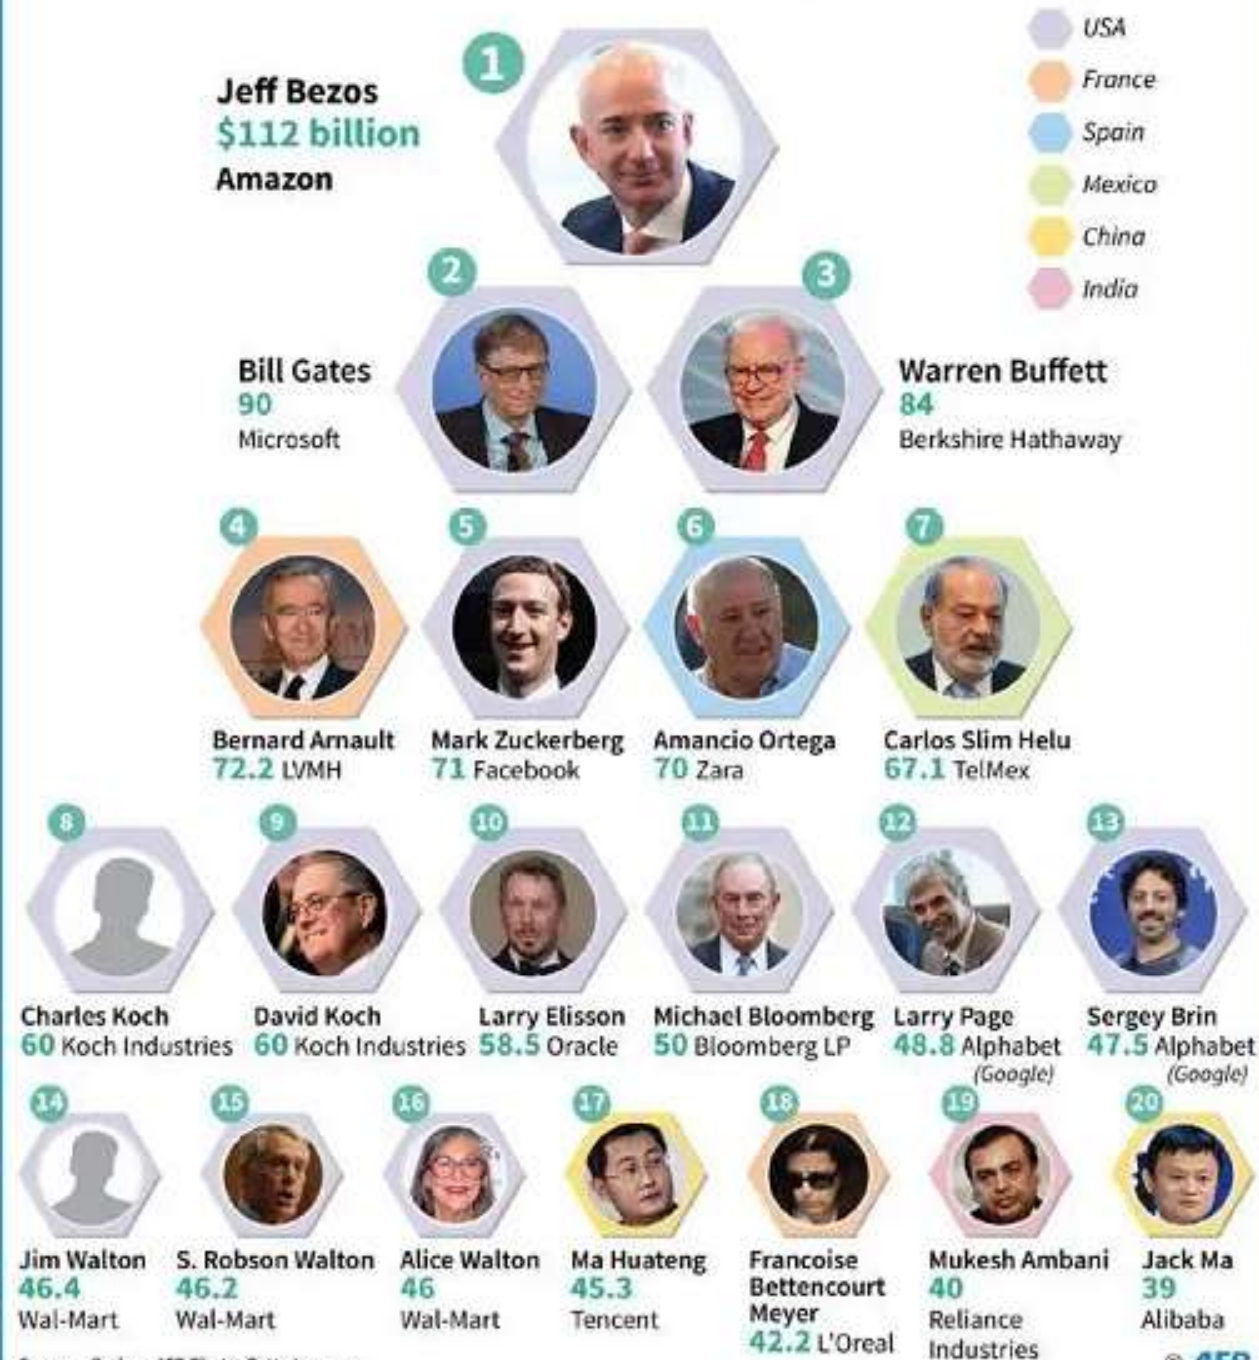 USA
France
Spain
Mexico
China
India
1
Jeff Bezos
$112 billion
Amazon
2
Bill Gates
90
Microsoft
3
Warren Buffett
84
Berkshire Hathaway
4
Bernard Arnault
72.2 LVMH
5
Mark Zuckerberg
71 Facebook
6
Amancio Ortega
70 Zara
7
Carlos Slim Helu
67.1 TelMex
8
Charles Koch
60 Koch Industries
9
David Koch
60 Koch Industries
10
Larry Elisson
58.5 Oracle
11
Michael Bloomberg
50 Bloomberg LP
12
Larry Page
48.8 Alphabet
(Google)
13
Sergey Brin
47.5 Alphabet
(Google)
14
Jim Walton
46.4
Wal-Mart
15
S. Robson Walton
46.2
Wal-Mart
16
Alice Walton
46
Wal-Mart
17
Ma Huateng
45.3
Tencent
18
Francoise
Bettencourt
Meyer
42.2 L'Oreal
19
Mukesh Ambani
40
Reliance
Industries
20
Jack Ma
39
Alibaba